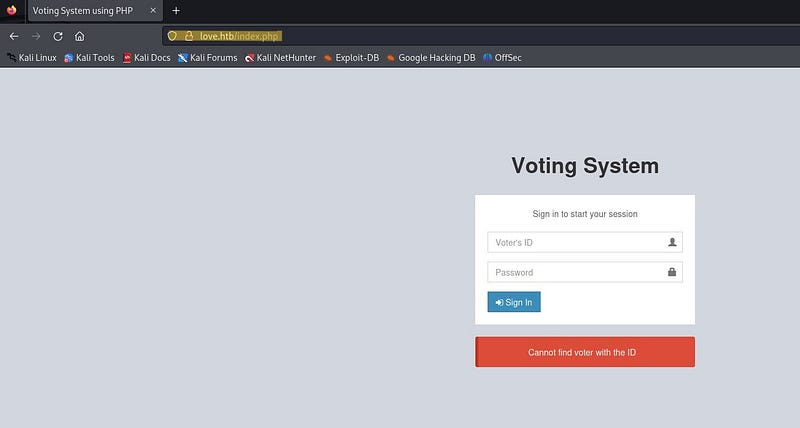 Voting System using PHP
love.htb/index.php
Kali Linux Kali Tools Kali Docs Kali Forums Kali NetHunter Exploit-DB Google Hacking DB OffSec
Voting System
Sign in to start your session
Voter's ID
Password
Sign In
Cannot find voter with the ID